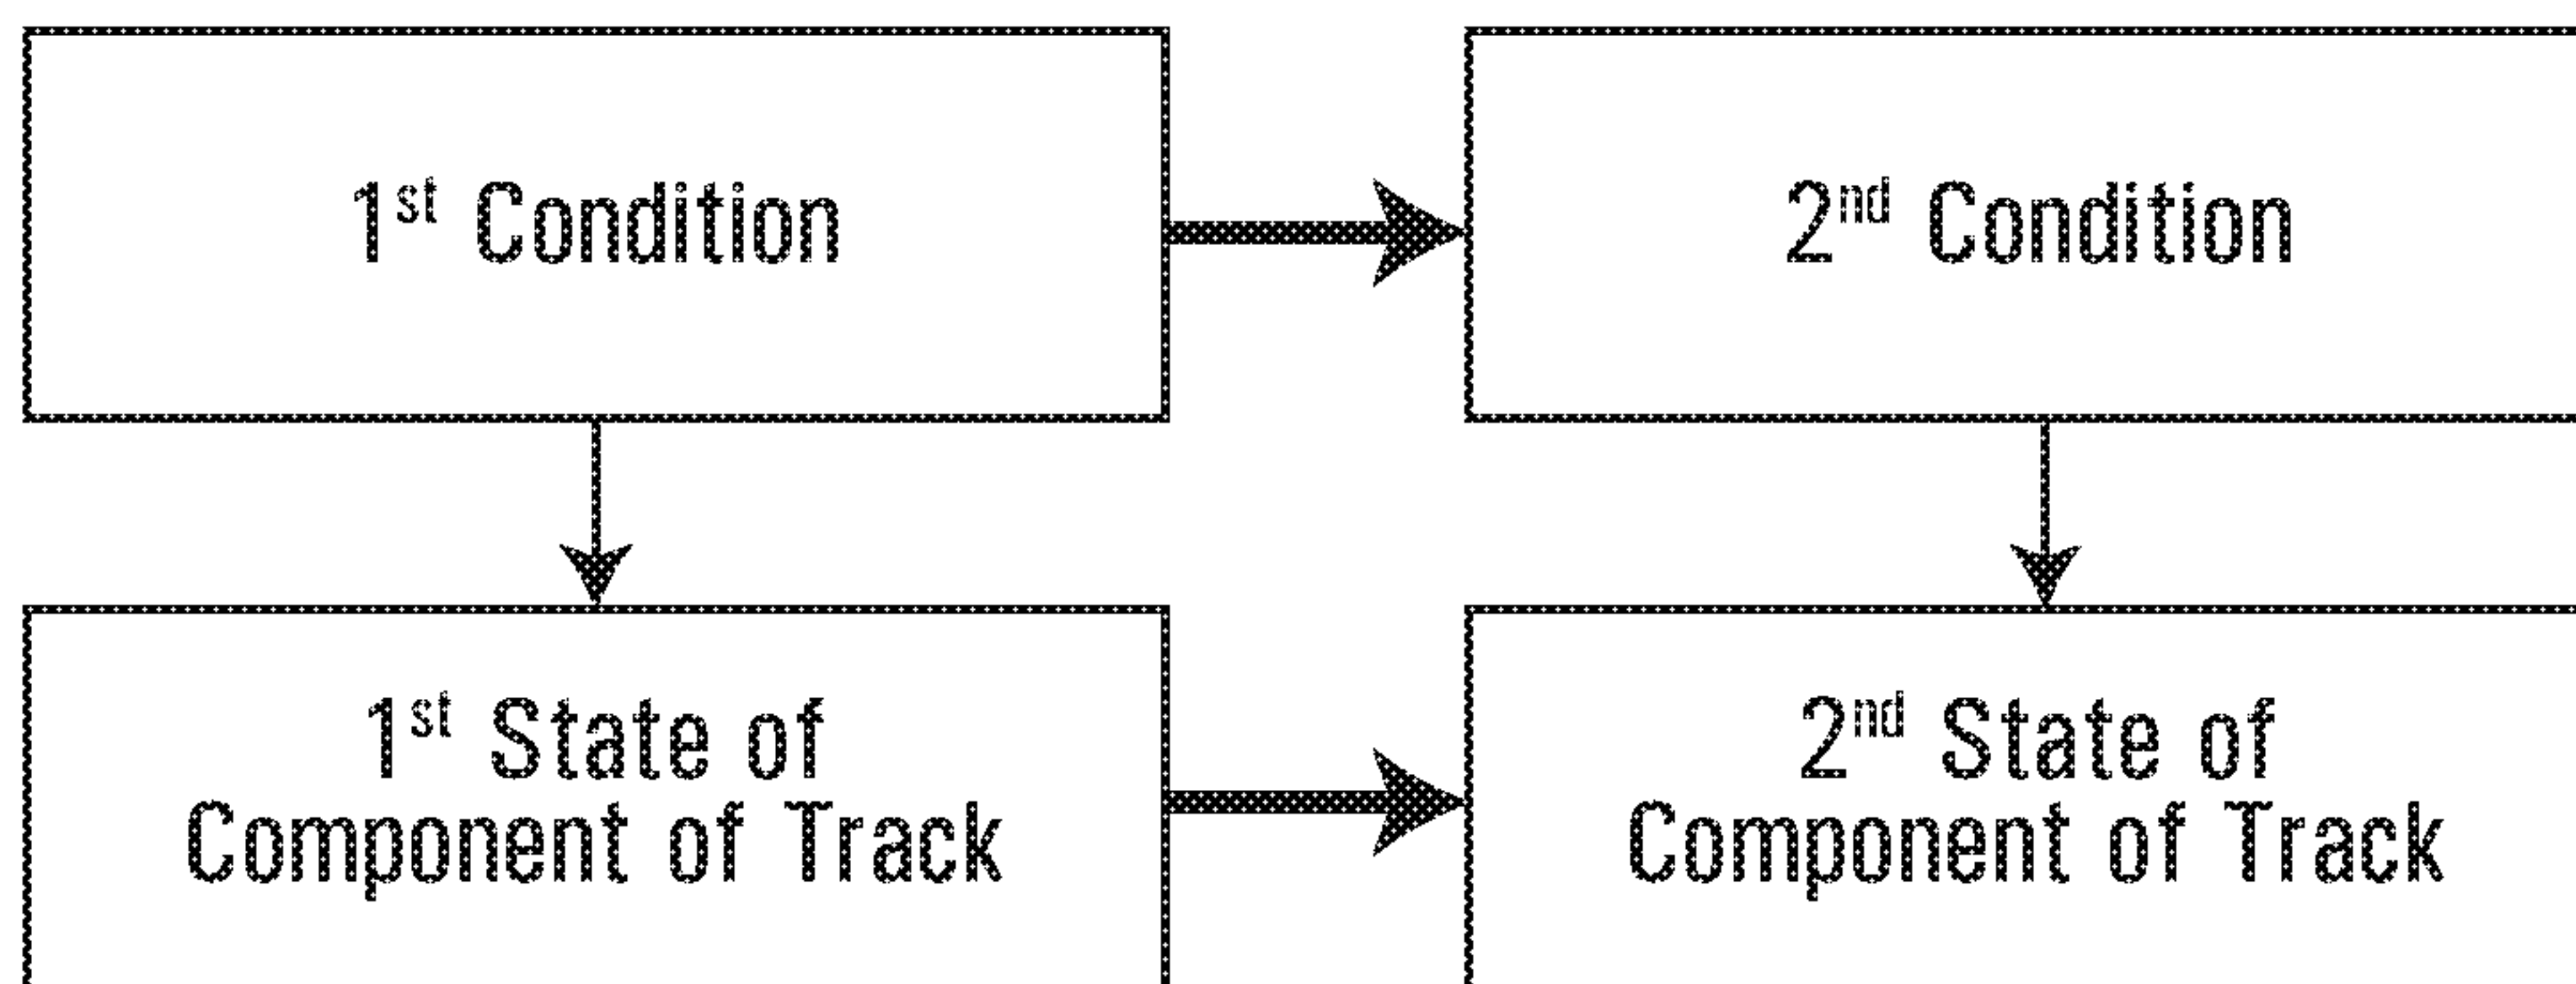 1st Condition
2nd Condition
1st State of
Component of Track
2nd State of
Component of Track